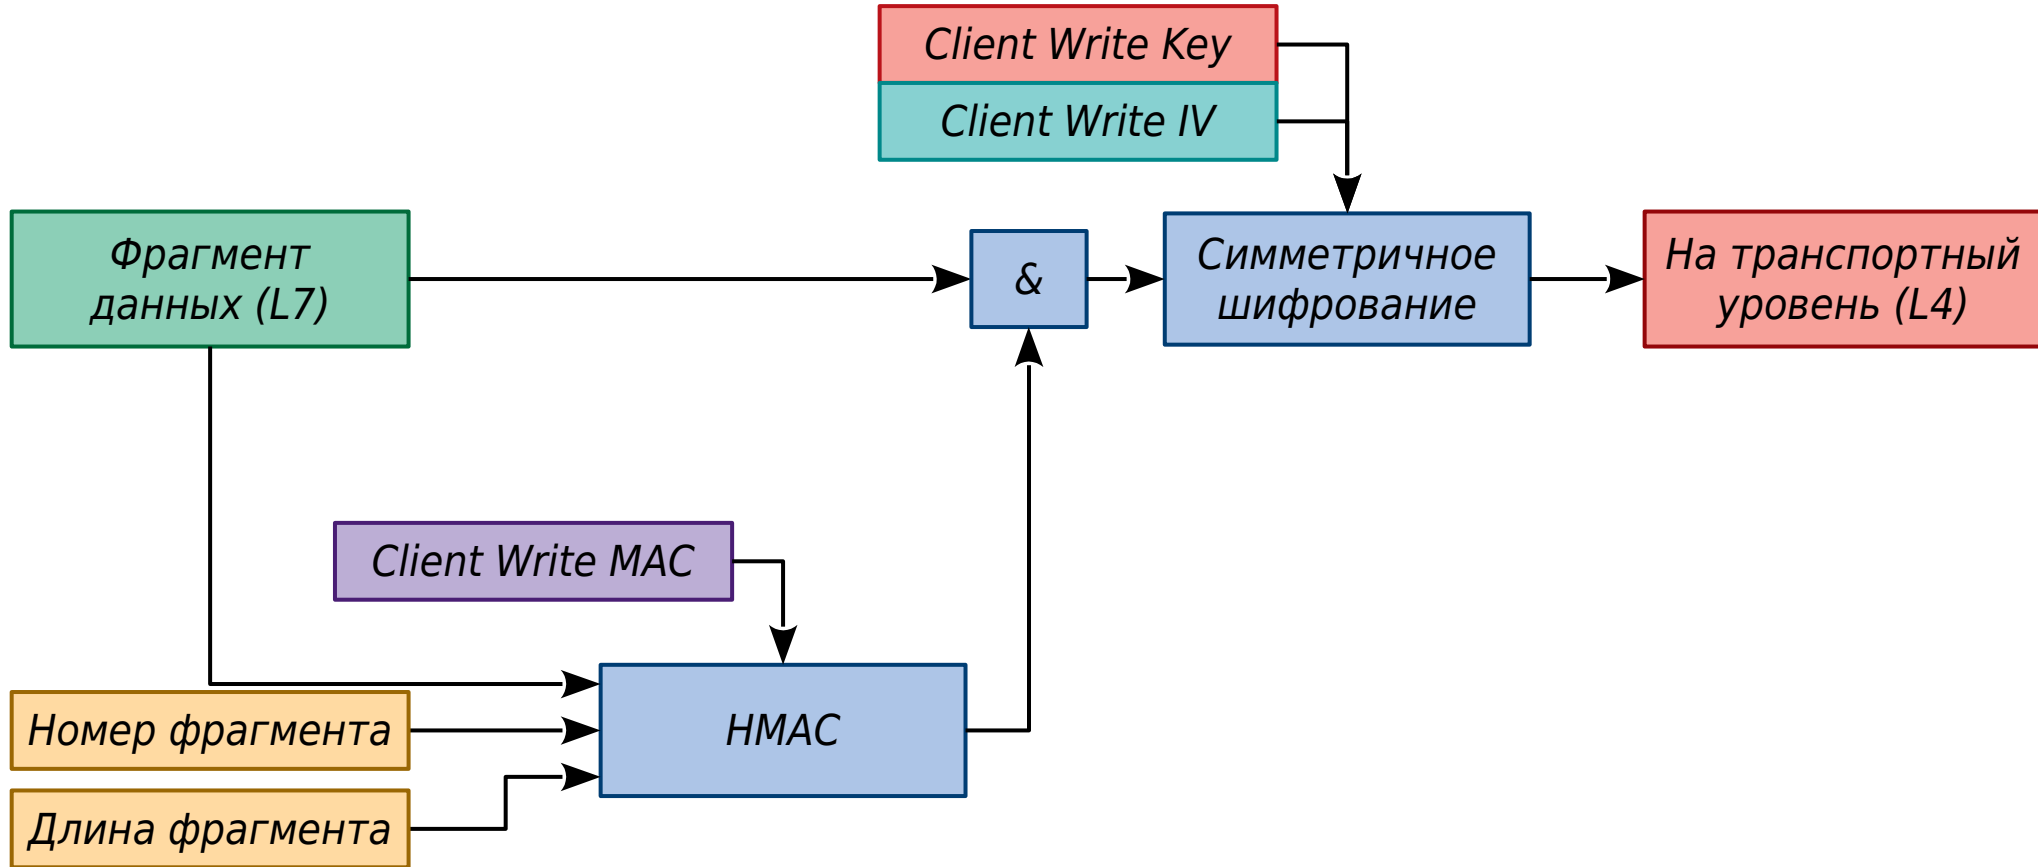 Client Write Key
Client Write IV
Фрагмент
данных (L7)
&
Симметричное
шифрование
На транспортный
уровень (L4)
Client Write MAC
Номер фрагмента
HMAC
Длина фрагмента